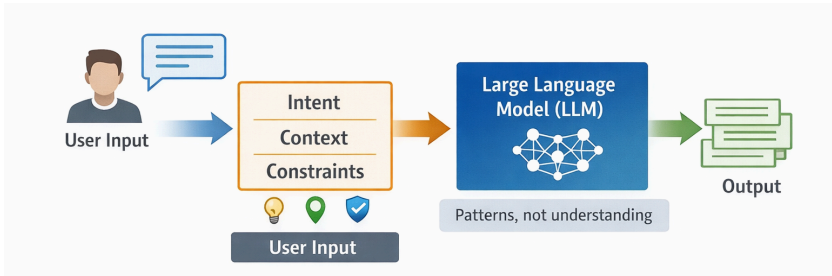 User Input
Intent
Context
Constraints
User Input
Large Language
Model (LLM)
Patterns, not understanding
Output